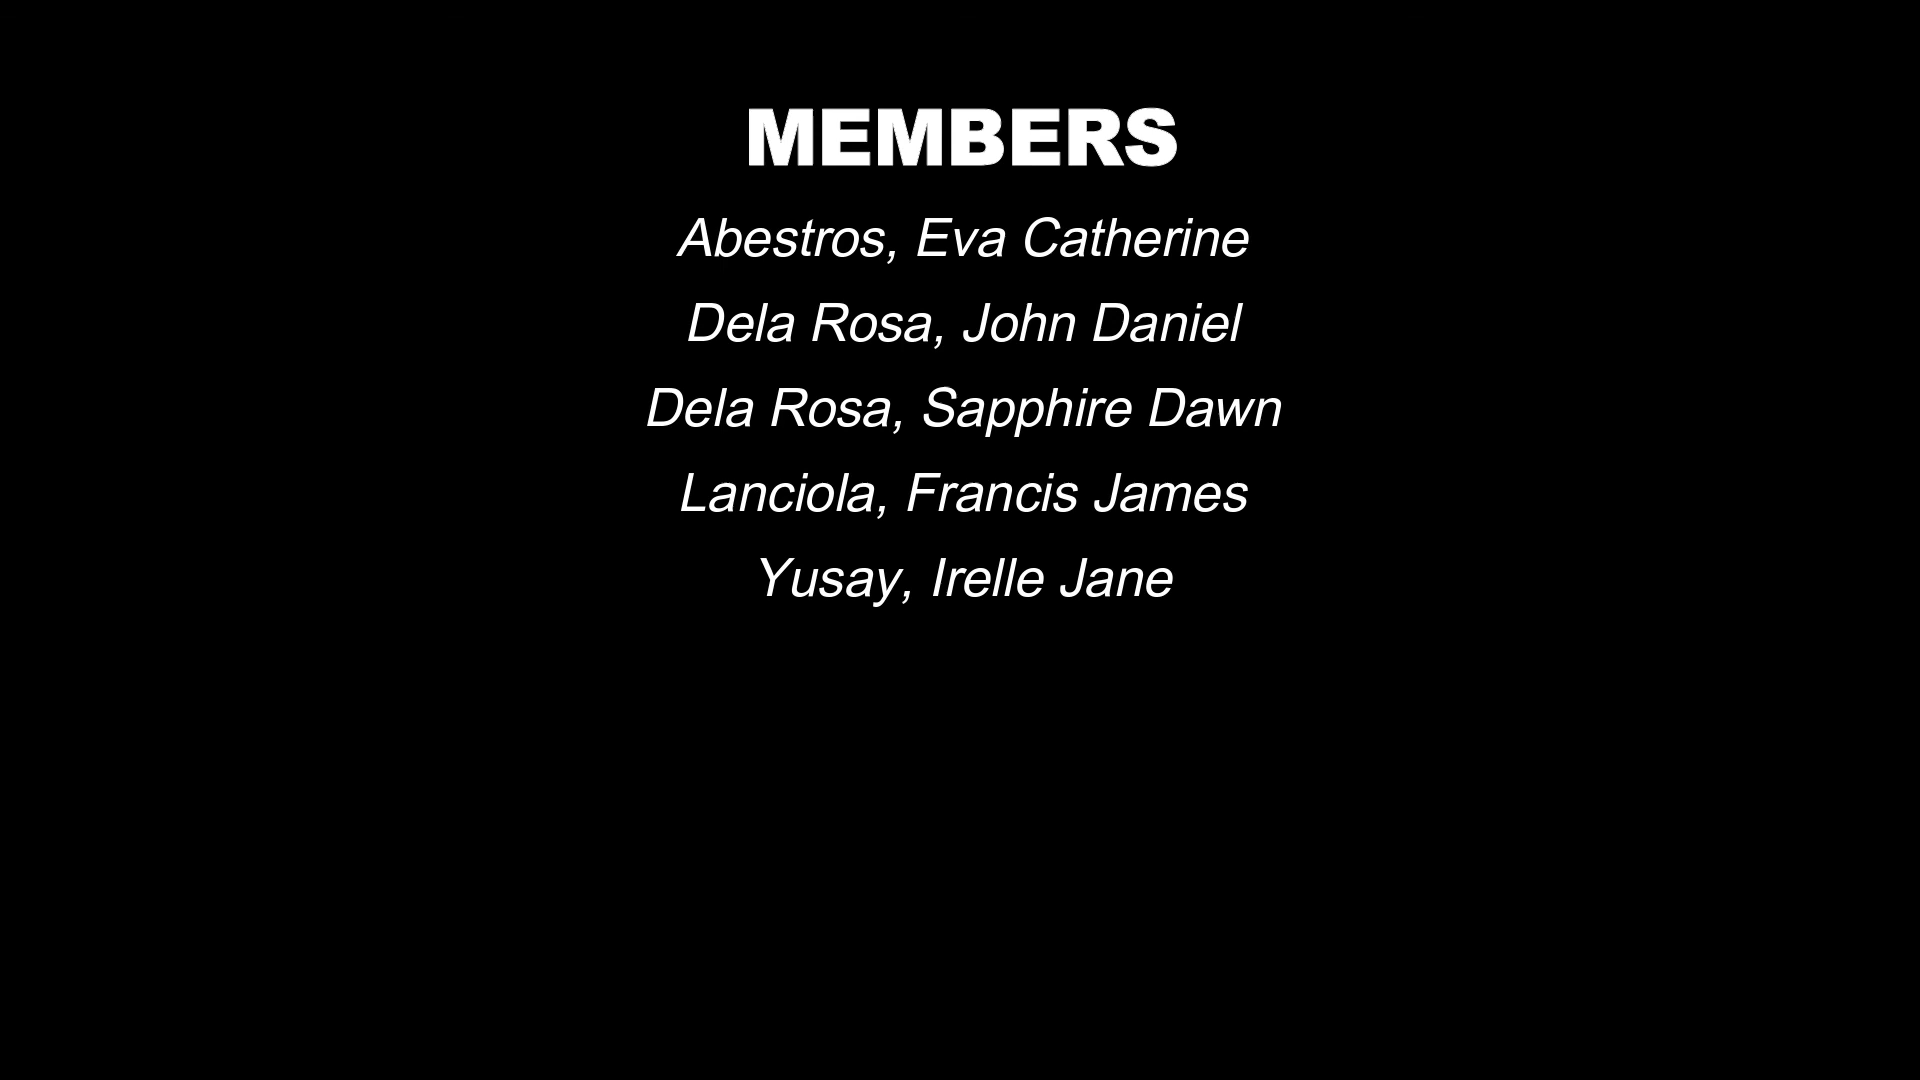 MEMBERS
Abestros, Eva Catherine
Dela Rosa, John Daniel
Dela Rosa, Sapphire Dawn
Lanciola, Francis James
Yusay, Irelle Jane